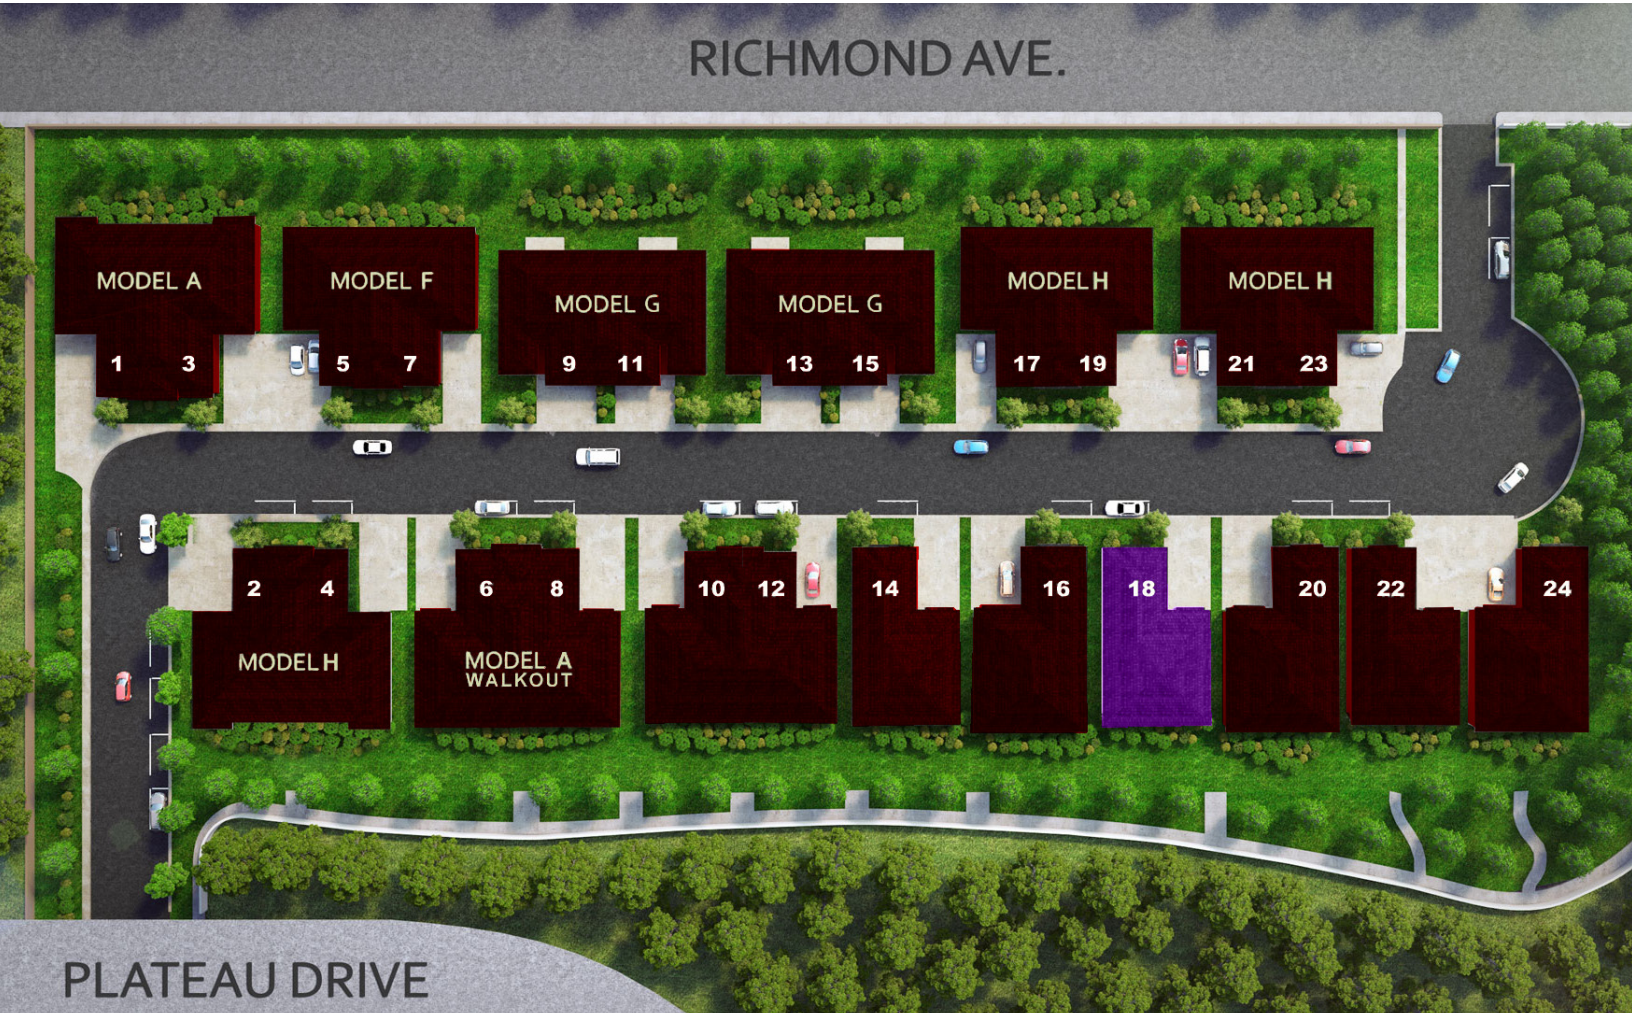 RICHMOND AVE.
MODEL A
MODEL F
MODEL G
MODEL G
MODEL H
MODEL H
1 3 5 7 9 11 13 15 17 19 21 23
2 4 6 8 10 12 14 16 18 20 22 24
MODEL H
MODEL A
WALKOUT
PLATEAU DRIVE